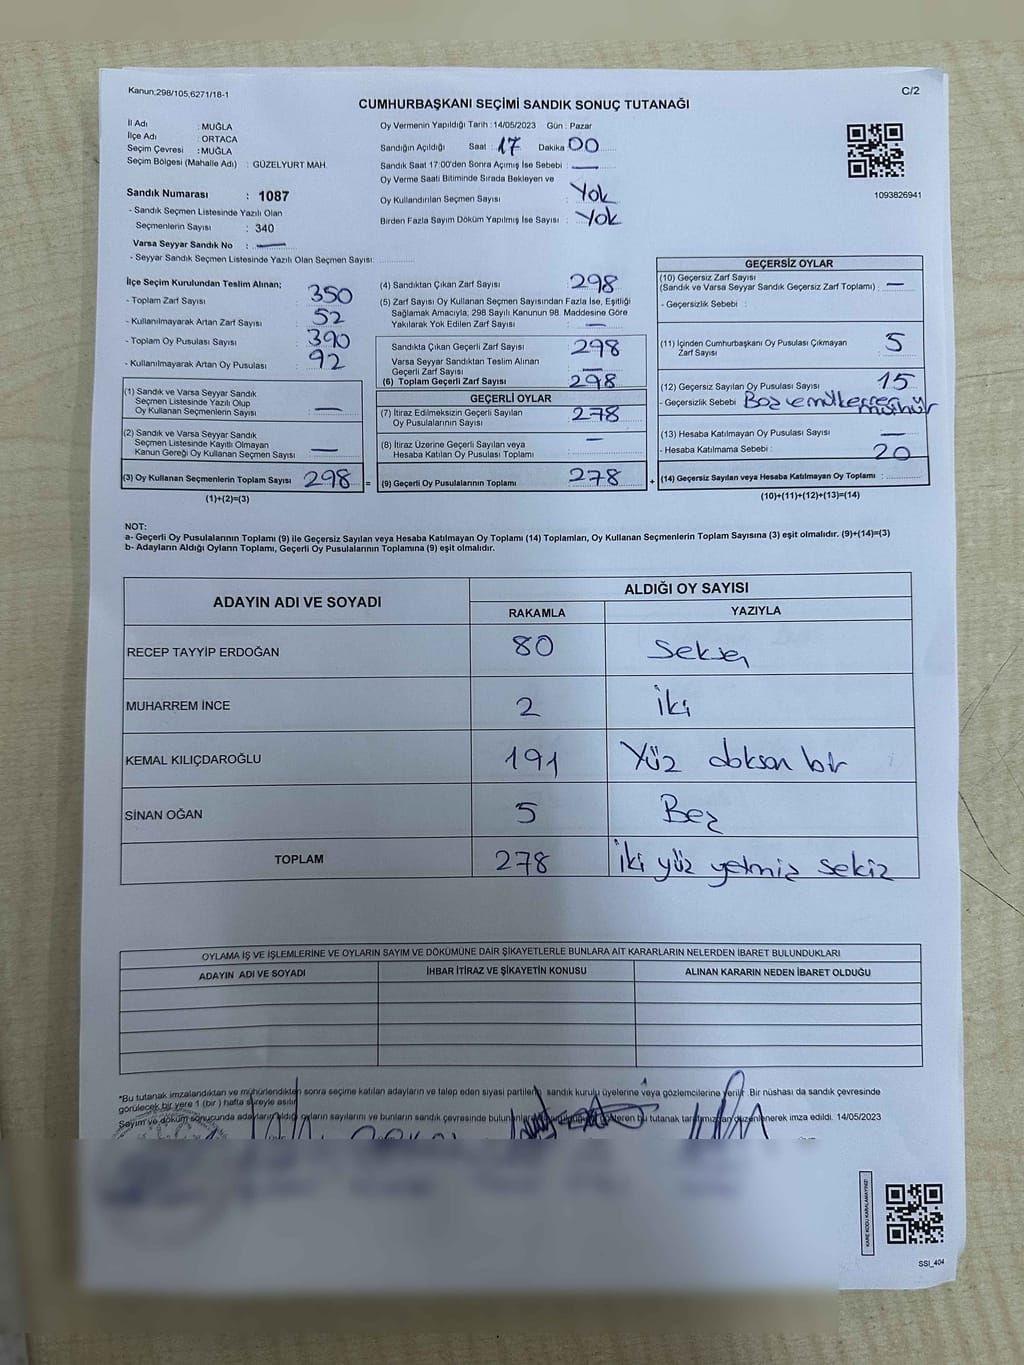 Kanun,298/105,6271/18-1
C/2
CUMHURBAŞKANI SEÇİMİ SANDIK SONUÇ TUTANAĞI
İl Adı : MUĞLA
İlçe Adı : ORTACA
Seçim Çevresi : MUĞLA
Seçim Bölgesi (Mahalle Adı) : GÜZELYURT MAH.
Sandık Numarası : 1087
- Sandık Seçmen Listesinde Yazılı Olan
Seçmenlerin Sayısı : 340
Varsa Seyyar Sandık No : —
- Seyyar Sandık Seçmen Listesinde Yazılı Olan Seçmen Sayısı:
Oy Vermenin Yapıldığı Tarih : 14/05/2023 Gün : Pazar
Sandığın Açıldığı Saat : 17 Dakika 00
Sandık Saat 17:00'den Sonra Açımış İse Sebebi : —
Oy Verme Saati Bitiminde Sırada Bekleyen ve
Oy Kullandırılan Seçmen Sayısı : Yok
Birden Fazla Sayım Döküm Yapılmış İse Sayısı : Yok
1093826941
İlçe Seçim Kurulundan Teslim Alınan;
- Toplam Zarf Sayısı 350
- Kullanılmayarak Artan Zarf Sayısı 52
- Toplam Oy Pusulası Sayısı 390
- Kullanılmayarak Artan Oy Pusulası 92
(1) Sandık ve Varsa Seyyar Sandık
Seçmen Listesinde Yazılı Olup
Oy Kullanan Seçmenlerin Sayısı —
(2) Sandık ve Varsa Seyyar Sandık
Seçmen Listesinde Kayıtlı Olmayan
Kanun Gereği Oy Kullanan Seçmen Sayısı —
(3) Oy Kullanan Seçmenlerin Toplam Sayısı 298
(1)+(2)=(3)
(4) Sandıktan Çıkan Zarf Sayısı 298
(5) Zarf Sayısı Oy Kullanan Seçmen Sayısından Fazla İse, Eşitliği
Sağlamak Amacıyla, 298 Sayılı Kanunun 98. Maddesine Göre
Yakılarak Yok Edilen Zarf Sayısı : —
Sandıkta Çıkan Geçerli Zarf Sayısı 298
Varsa Seyyar Sandıktan Teslim Alınan
Geçerli Zarf Sayısı —
(6) Toplam Geçerli Zarf Sayısı 298
GEÇERLİ OYLAR
(7) İtiraz Edilmeksizin Geçerli Sayılan
Oy Pusulalarının Sayısı 278
(8) İtiraz Üzerine Geçerli Sayılan veya
Hesaba Katılan Oy Pusulası Toplamı —
= (9) Geçerli Oy Pusulalarının Toplamı 278
GEÇERSİZ OYLAR
(10) Geçersiz Zarf Sayısı
(Sandık ve Varsa Seyyar Sandık Geçersiz Zarf Toplamı) : —
- Geçersizlik Sebebi :
(11) İçinden Cumhurbaşkanı Oy Pusulası Çıkmayan
Zarf Sayısı 5
(12) Geçersiz Sayılan Oy Pusulası Sayısı 15
- Geçersizlik Sebebi
(13) Hesaba Katılmayan Oy Pusulası Sayısı —
- Hesaba Katılmama Sebebi :
20
+ (14) Geçersiz Sayılan veya Hesaba Katılmayan Oy Toplamı :
(10)+(11)+(12)+(13)=(14)
NOT:
a- Geçerli Oy Pusulalarının Toplamı (9) ile Geçersiz Sayılan veya Hesaba Katılmayan Oy Toplamı (14) Toplamları, Oy Kullanan Seçmenlerin Toplam Sayısına (3) eşit olmalıdır. (9)+(14)=(3)
b- Adayların Aldığı Oyların Toplamı, Geçerli Oy Pusulalarının Toplamına (9) eşit olmalıdır.
ADAYIN ADI VE SOYADI
ALDIĞI OY SAYISI
RAKAMLA YAZIYLA
RECEP TAYYİP ERDOĞAN 80 Seksen
MUHARREM İNCE 2 İki
KEMAL KILIÇDAROĞLU 191 Yüz doksan bir
SİNAN OĞAN 5 Beş
TOPLAM 278 İki yüz yetmiş sekiz
OYLAMA İŞ VE İŞLEMLERİNE VE OYLARIN SAYIM VE DÖKÜMÜNE DAİR ŞİKAYETLERLE BUNLARA AİT KARARLARIN NELERDEN İBARET BULUNDUKLARI
ADAYIN ADI VE SOYADI İHBAR İTİRAZ VE ŞİKAYETİN KONUSU ALINAN KARARIN NEDEN İBARET OLDUĞU
*Bu tutanak imzalandıktan ve mühürlendikten sonra seçime katılan adayların ve talep eden siyasi partilerin, sandık kurulu üyelerine veya gözlemcilerine verilir. Bir nüshası da sandık çevresinde
görülecek bir yere 1 (bir) hafta süreyle asılır.
Sayım ve döküm sonucunda adayların aldığı oyların sayılarını ve bunların sandık çevresinde bu tutanak tarafımızdan düzenlenerek imza edildi. 14/05/2023
KARE KODU KARALAMAYINIZ!
SSI_404